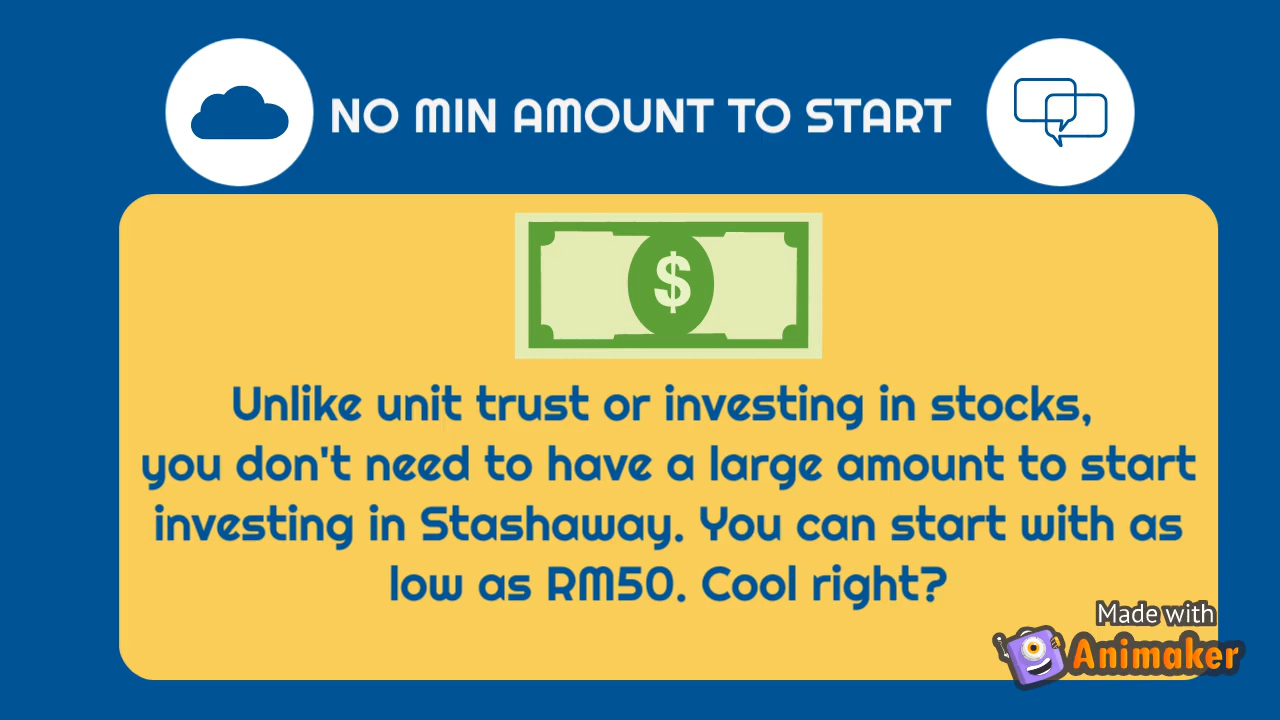 NO MIN AMOUNT TO START
$
Unlike unit trust or investing in stocks,
you don't need to have a large amount to start
investing in Stashaway. You can start with as
low as RM50. Cool right?
Made with
Animaker